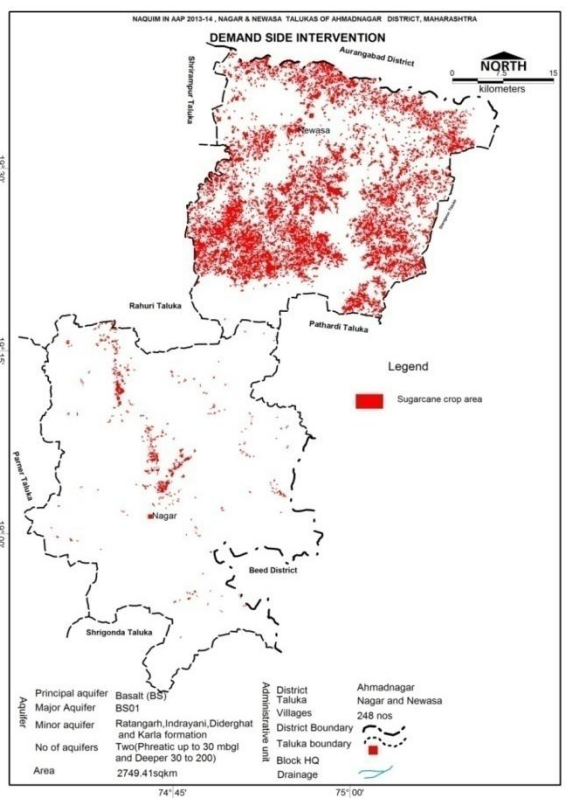 NAQUIM IN AAP 2013-14 , NAGAR & NEWASA TALUKAS OF AHMADNAGAR DISTRICT, MAHARASHTRA
DEMAND SIDE INTERVENTION
Aurangabad District
NORTH
0 7.5 15
kilometers
Shrirampur Taluka
Newasa
Rahuri Taluka
Pathardi Taluka
Legend
Sugarcane crop area
19°15'
Parner Taluka
Nagar
19°00'
Beed District
Shrigonda Taluka
Aquifer
Principal aquifer Basalt (BS)
Major Aquifer BS01
Minor aquifer Ratangarh,Indrayani,Diderghat
and Karla formation
No of aquifers Two(Phreatic up to 30 mbgl
and Deeper 30 to 200)
Area 2749.41sqkm
Administrative unit
District Ahmadnagar
Taluka Nagar and Newasa
Villages 248 nos
District Boundary
Taluka boundary
Block HQ
Drainage
74°45' 75°00'